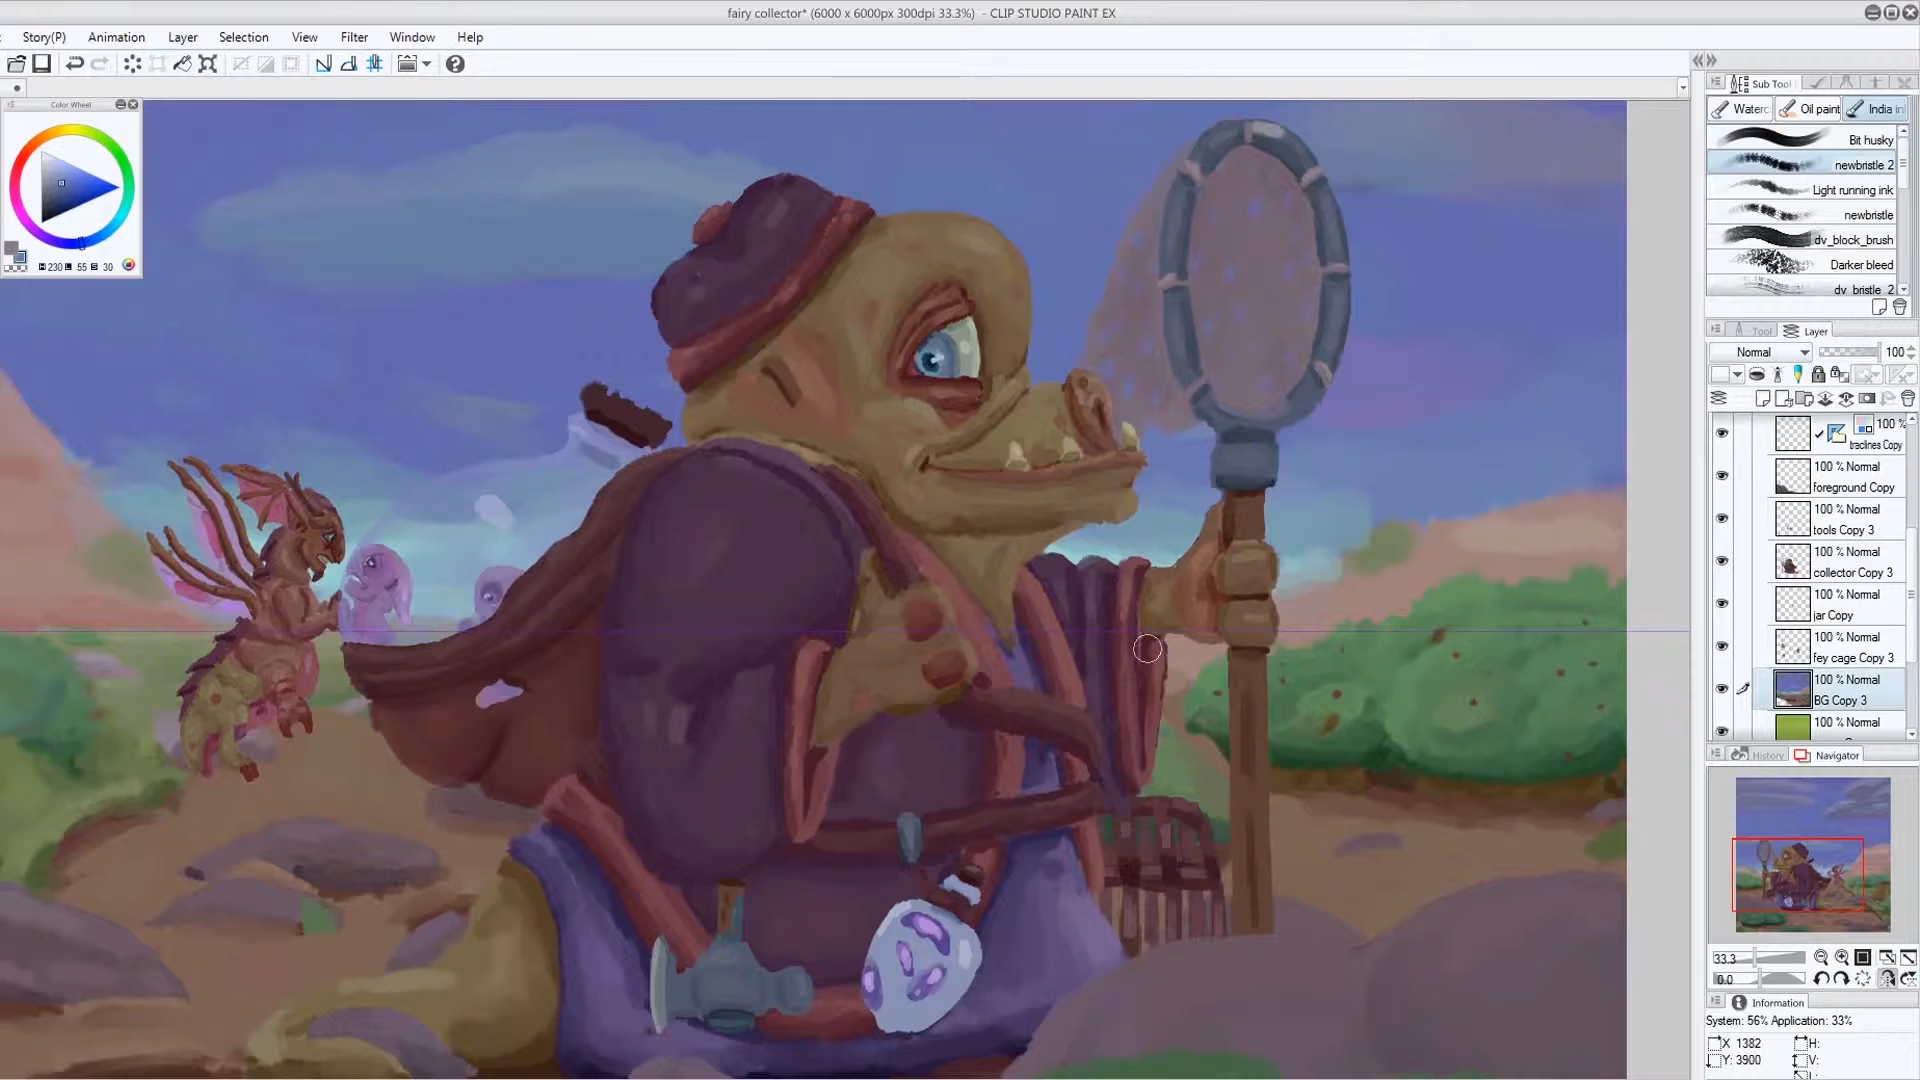 fairy collector* (6000 x 6000px 300dpi 33.3%) - CLIP STUDIO PAINT EX
Story(P) Animation Layer Selection View Filter Window Help
Color Wheel
230 55 30
Sub Tool
Oil paint
Bit husky
newbristle 2
Light running ink
newbristle
dv_block_brush
Darker bleed
dv_bristle_2
Tool Layer
Normal 100
100 %
traclines Copy
100 % Normal
foreground Copy
100 % Normal
tools Copy 3
100 % Normal
collector Copy 3
100 % Normal
jar Copy
100 % Normal
fey cage Copy 3
100 % Normal
BG Copy 3
100 % Normal
History Navigator
33.3
0.0
Information
System: 56% Application: 33%
X 1382 H:
Y: 3900 V: